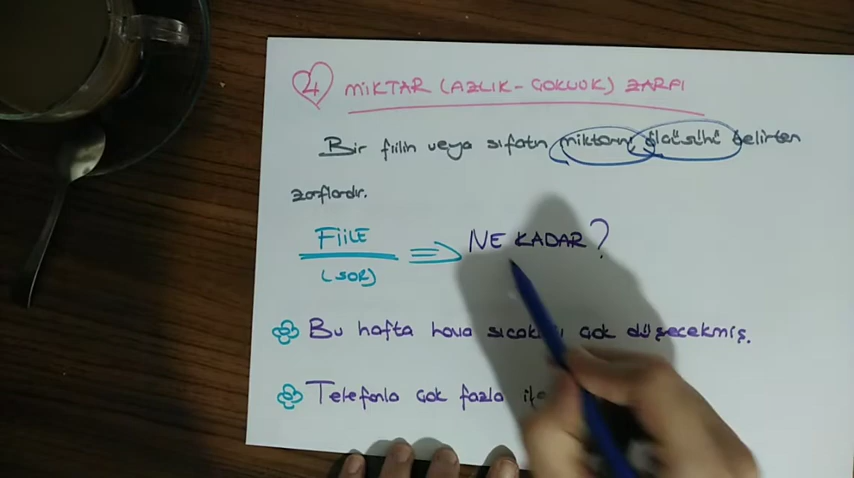 4 MİKTAR (AZLIK - ÇOKLUK) ZARFI
Bir fiilin veya sıfatın miktarını ölçüsünü belirten
zarflardır.
FİİLE ⇒ NE KADAR?
(SOR)
Bu hafta hava çok düşecekmiş.
Telefonla çok fazla